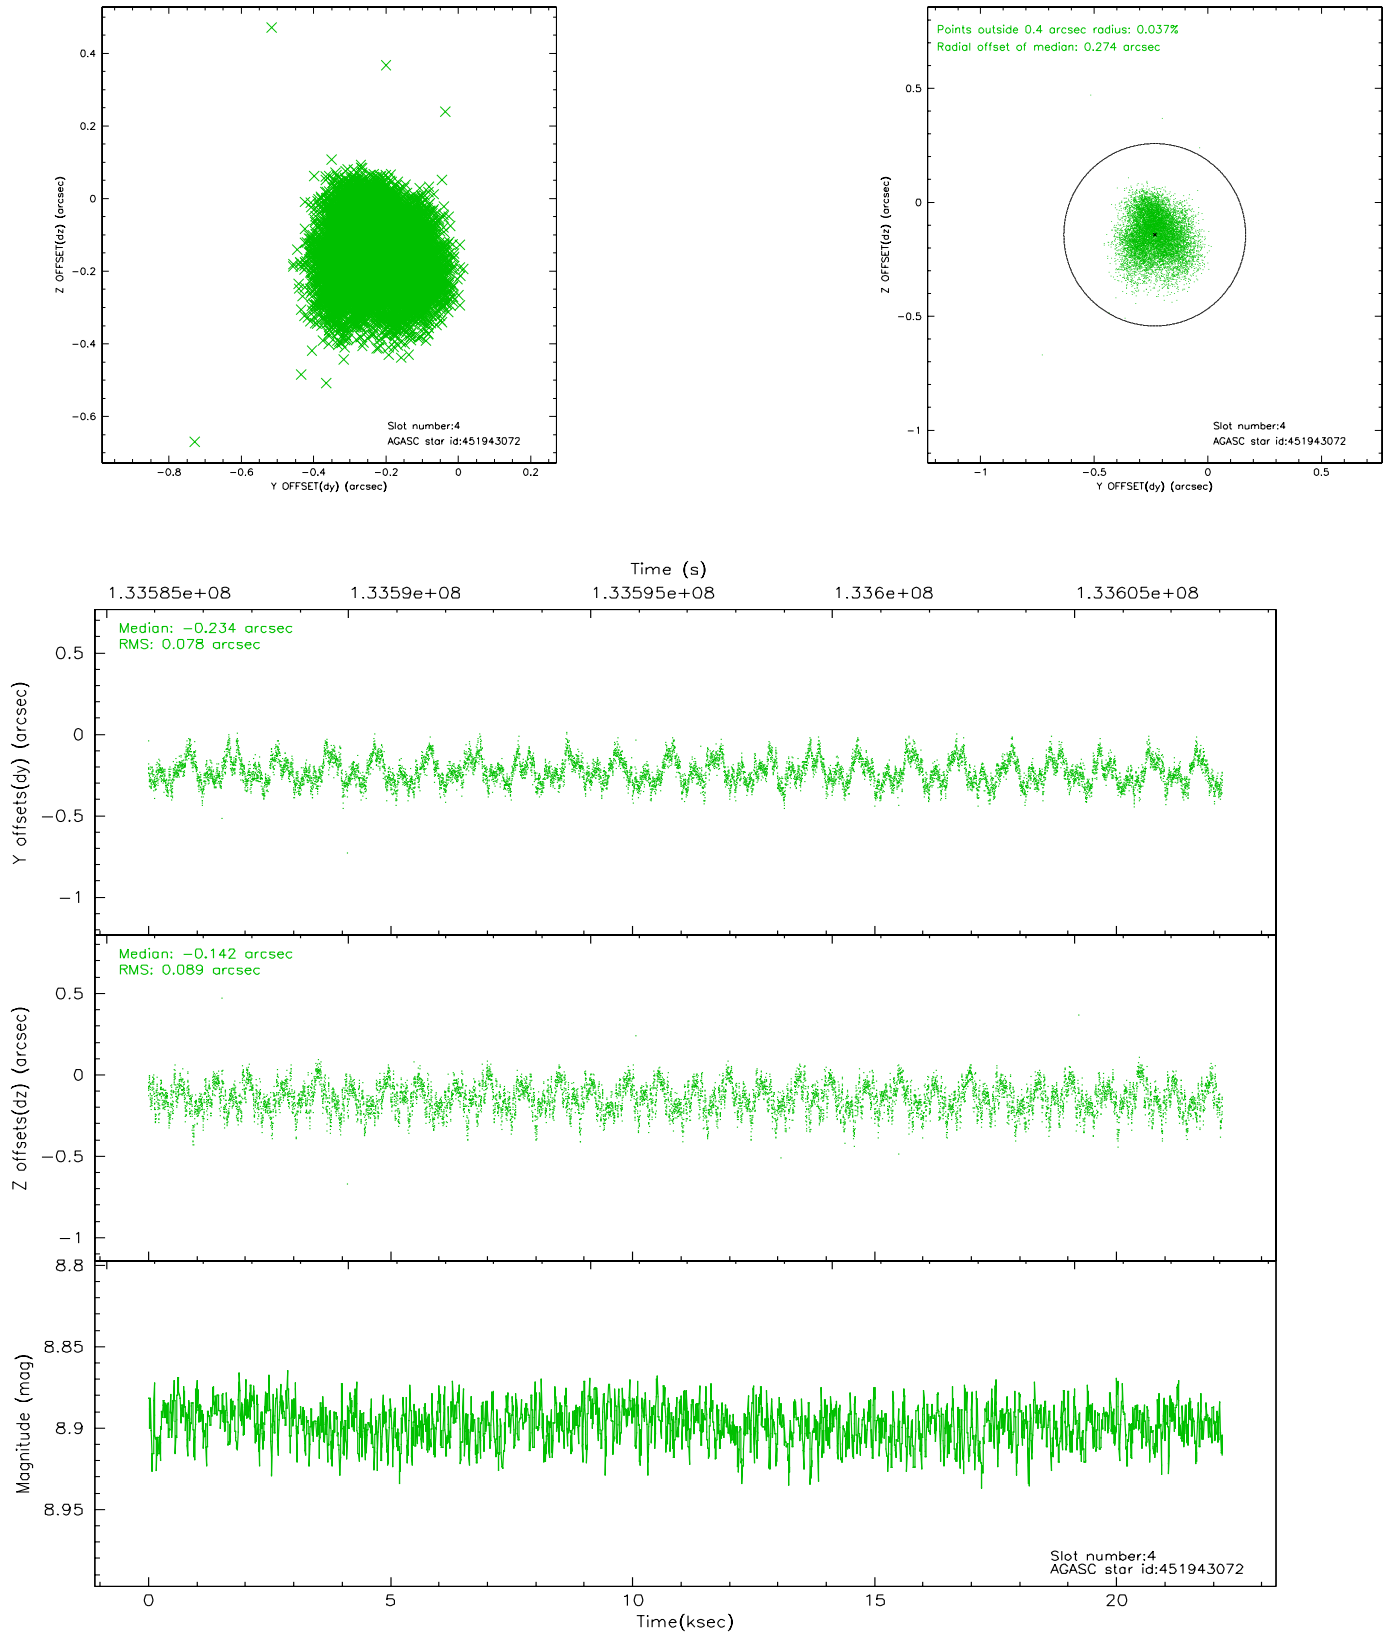 0.4
0.2
0
−0.2
−0.4
−0.6
Z OFFSET(dz) (arcsec)
Slot number:4
AGASC star id:451943072
−0.8
−0.6
−0.4
−0.2
0
0.2
Y OFFSET(dy) (arcsec)
Points outside 0.4 arcsec radius: 0.037%
Radial offset of median: 0.274 arcsec
0.5
0
−0.5
−1
Z OFFSET(dz) (arcsec)
Slot number:4
AGASC star id:451943072
−1
−0.5
0
0.5
Y OFFSET(dy) (arcsec)
Time (s)
1.33585e+08
1.3359e+08
1.33595e+08
1.336e+08
1.33605e+08
Median: −0.234 arcsec
RMS: 0.078 arcsec
0.5
0
−0.5
−1
Y offsets(dy) (arcsec)
Median: −0.142 arcsec
RMS: 0.089 arcsec
0.5
0
−0.5
−1
Z offsets(dz) (arcsec)
8.8
8.85
8.9
8.95
Magnitude (mag)
Slot number:4
AGASC star id:451943072
0
5
10
15
20
Time(ksec)